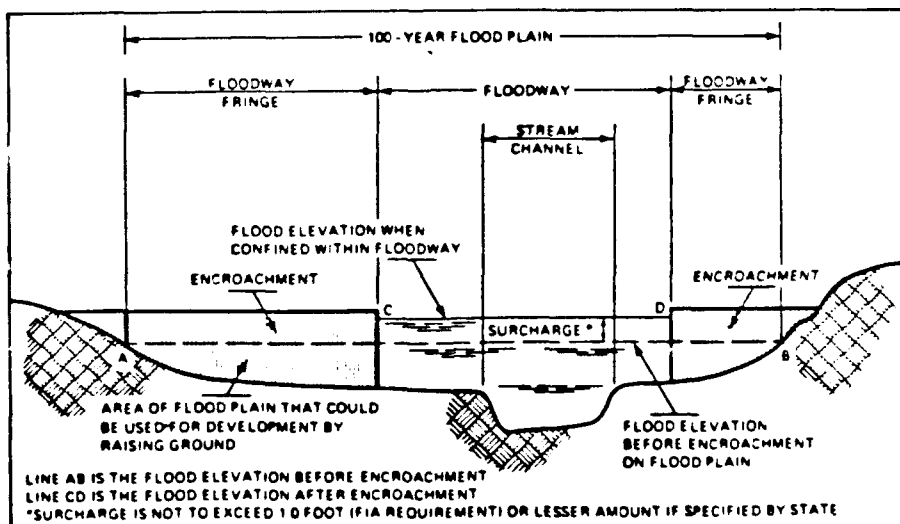 100-YEAR FLOOD PLAIN
FLOODWAY
FRINGE
FLOODWAY
FLOODWAY
FRINGE
STREAM
CHANNEL
FLOOD ELEVATION WHEN
CONFINED WITHIN FLOODWAY
ENCROACHMENT
ENCROACHMENT
C
D
SURCHARGE*
A
B
AREA OF FLOOD PLAIN THAT COULD
BE USED FOR DEVELOPMENT BY
RAISING GROUND
FLOOD ELEVATION
BEFORE ENCROACHMENT
ON FLOOD PLAIN
LINE AB IS THE FLOOD ELEVATION BEFORE ENCROACHMENT
LINE CD IS THE FLOOD ELEVATION AFTER ENCROACHMENT
*SURCHARGE IS NOT TO EXCEED 1.0 FOOT (FIA REQUIREMENT) OR LESSER AMOUNT IF SPECIFIED BY STATE